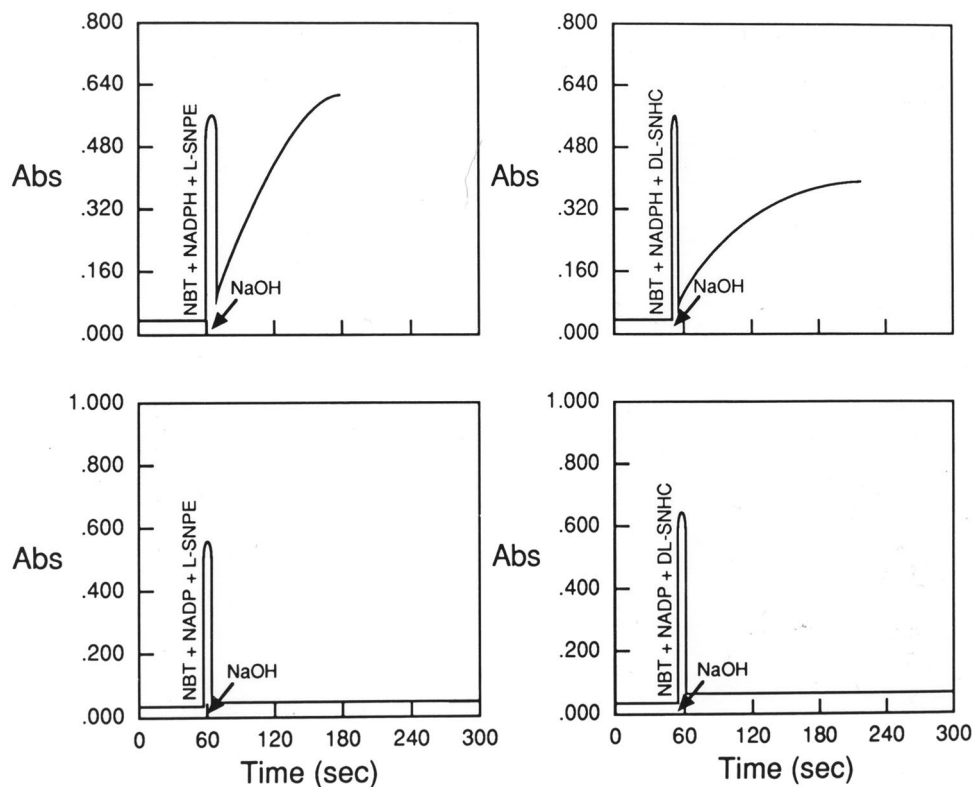 .800
.640
.480
.320
.160
.000
Abs
NBT + NADPH + L-SNPE
NaOH
.800
.640
.480
.320
.160
.000
Abs
NBT + NADPH + DL-SNHC
NaOH
1.000
.800
.600
.400
.200
.000
Abs
NBT + NADP + L-SNPE
NaOH
0 60 120 180 240 300
Time (sec)
1.000
.800
.600
.400
.200
.000
Abs
NBT + NADP + DL-SNHC
NaOH
0 60 120 180 240 300
Time (sec)